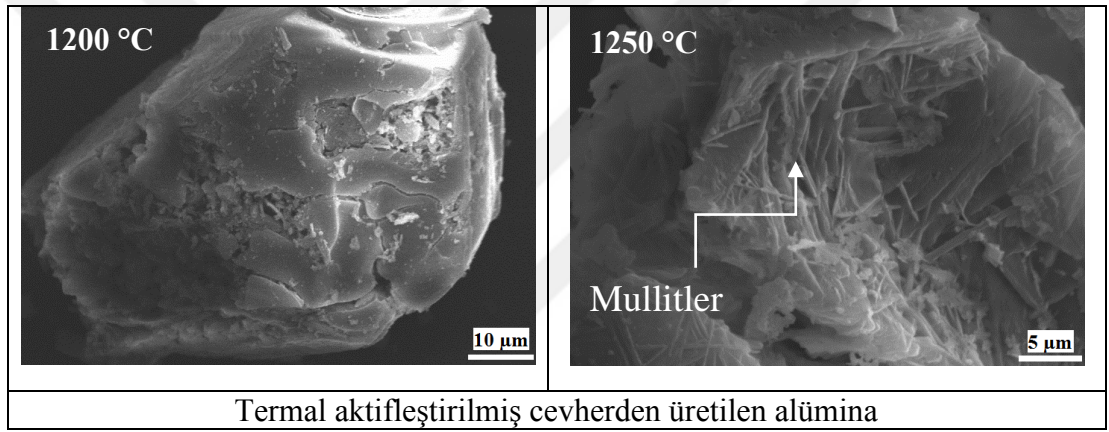 1200 °C
10 µm
1250 °C
Mullitler
5 µm
Termal aktifleştirilmiş cevherden üretilen alümina